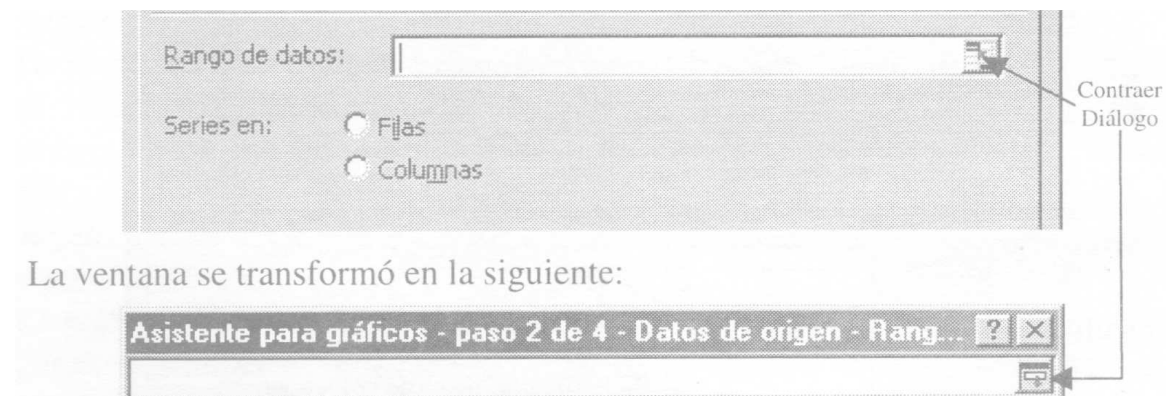 Rango de datos:
Contraer
Diálogo
Series en:
Filas
Columnas
La ventana se transformó en la siguiente:
Asistente para gráficos - paso 2 de 4 - Datos de origen - Rang...